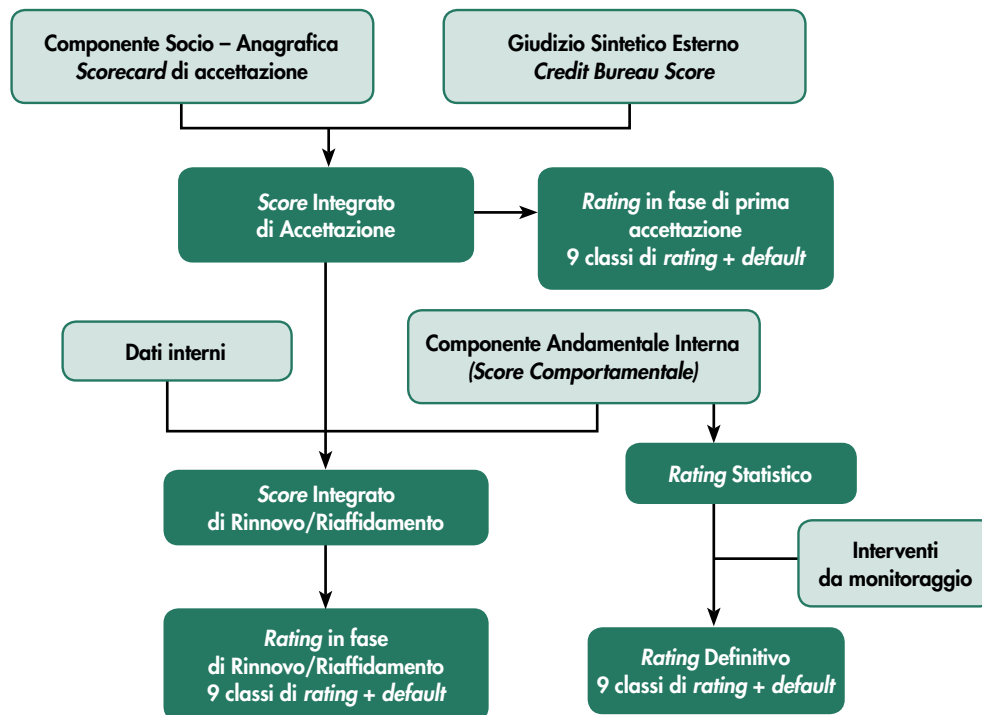 Componente Socio – Anagrafica
Scorecard di accettazione
Giudizio Sintetico Esterno
Credit Bureau Score
Score Integrato
di Accettazione
Rating in fase di prima
accettazione
9 classi di rating + default
Dati interni
Componente Andamentale Interna
(Score Comportamentale)
Score Integrato
di Rinnovo/Riaffidamento
Rating Statistico
Interventi
da monitoraggio
Rating in fase
di Rinnovo/Riaffidamento
9 classi di rating + default
Rating Definitivo
9 classi di rating + default